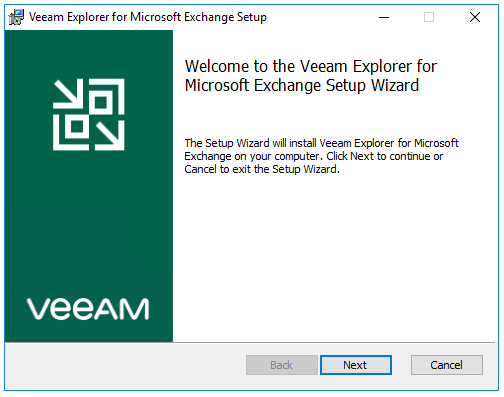 Veeam Explorer for Microsoft Exchange Setup
Welcome to the Veeam Explorer for
Microsoft Exchange Setup Wizard
The Setup Wizard will install Veeam Explorer for Microsoft
Exchange on your computer. Click Next to continue or
Cancel to exit the Setup Wizard.
veeAM
Back Next Cancel